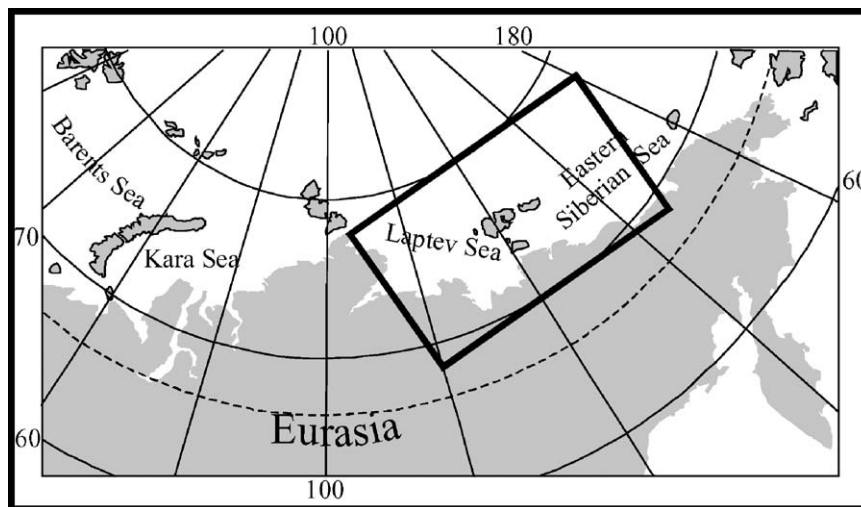 100
180
Barents Sea
Eastern
Siberian Sea
60
70
Kara Sea
Laptev Sea
Eurasia
60
100